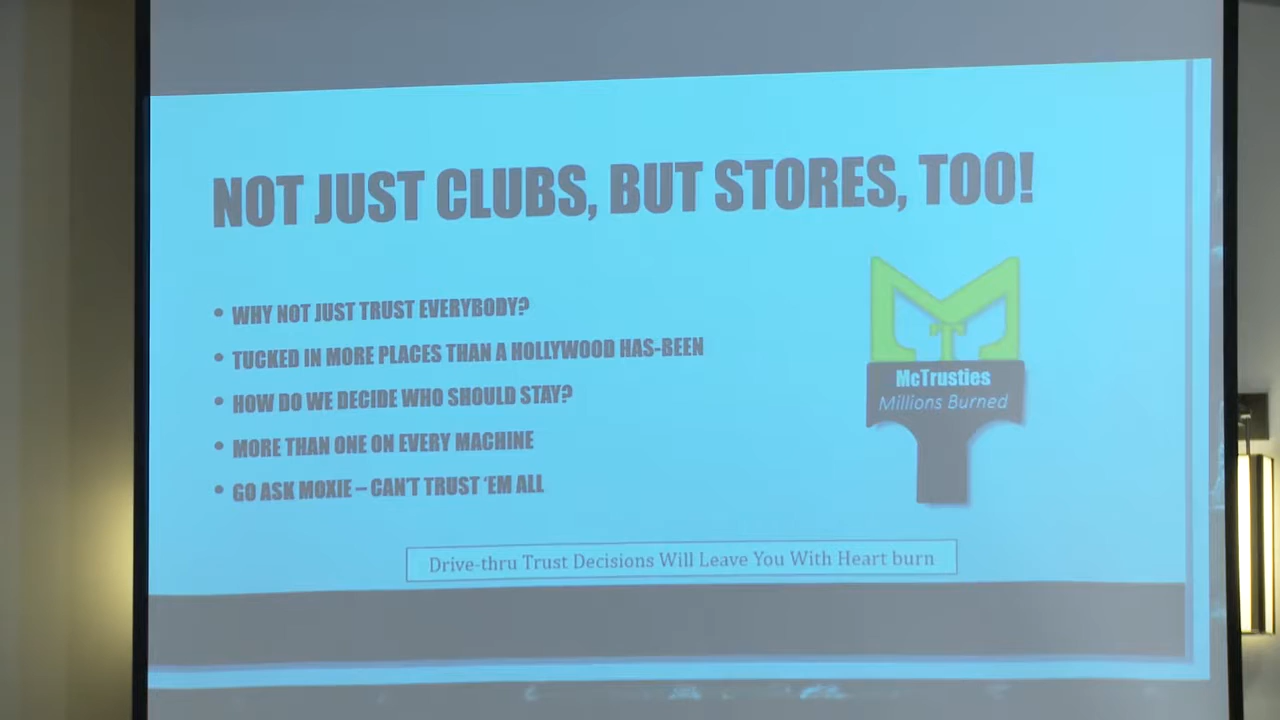 NOT JUST CLUBS, BUT STORES, TOO!
• WHY NOT JUST TRUST EVERYBODY?
• TUCKED IN MORE PLACES THAN A HOLLYWOOD HAS-BEEN
• HOW DO WE DECIDE WHO SHOULD STAY?
• MORE THAN ONE ON EVERY MACHINE
• GO ASK MOXIE – CAN'T TRUST ‘EM ALL
McTrusties
Millions Burned
Drive-thru Trust Decisions Will Leave You With Heart burn